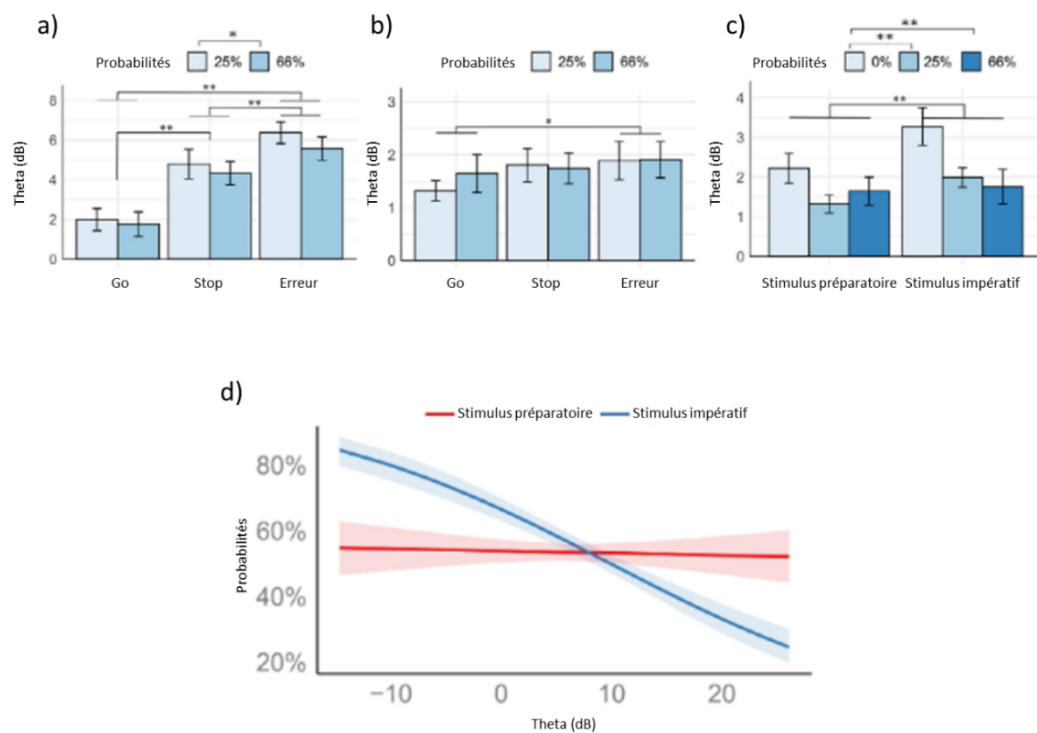 a)
*
Probabilités 25% 66%
**
**
**
8
6
4
2
0
Theta (dB)
Go Stop Erreur
b)
Probabilités 25% 66%
*
3
2
1
0
Theta (dB)
Go Stop Erreur
c)
**
**
Probabilités 0% 25% 66%
**
4
3
2
1
0
Theta (dB)
Stimulus préparatoire Stimulus impératif
d)
Stimulus préparatoire Stimulus impératif
80%
60%
40%
20%
Probabilités
−10 0 10 20
Theta (dB)